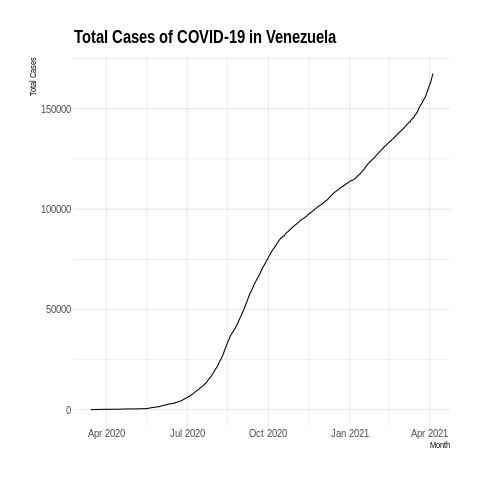 Total Cases of COVID-19 in Venezuela
Total Cases
150000
100000
50000
0
Apr 2020 Jul 2020 Oct 2020 Jan 2021 Apr 2021
Month